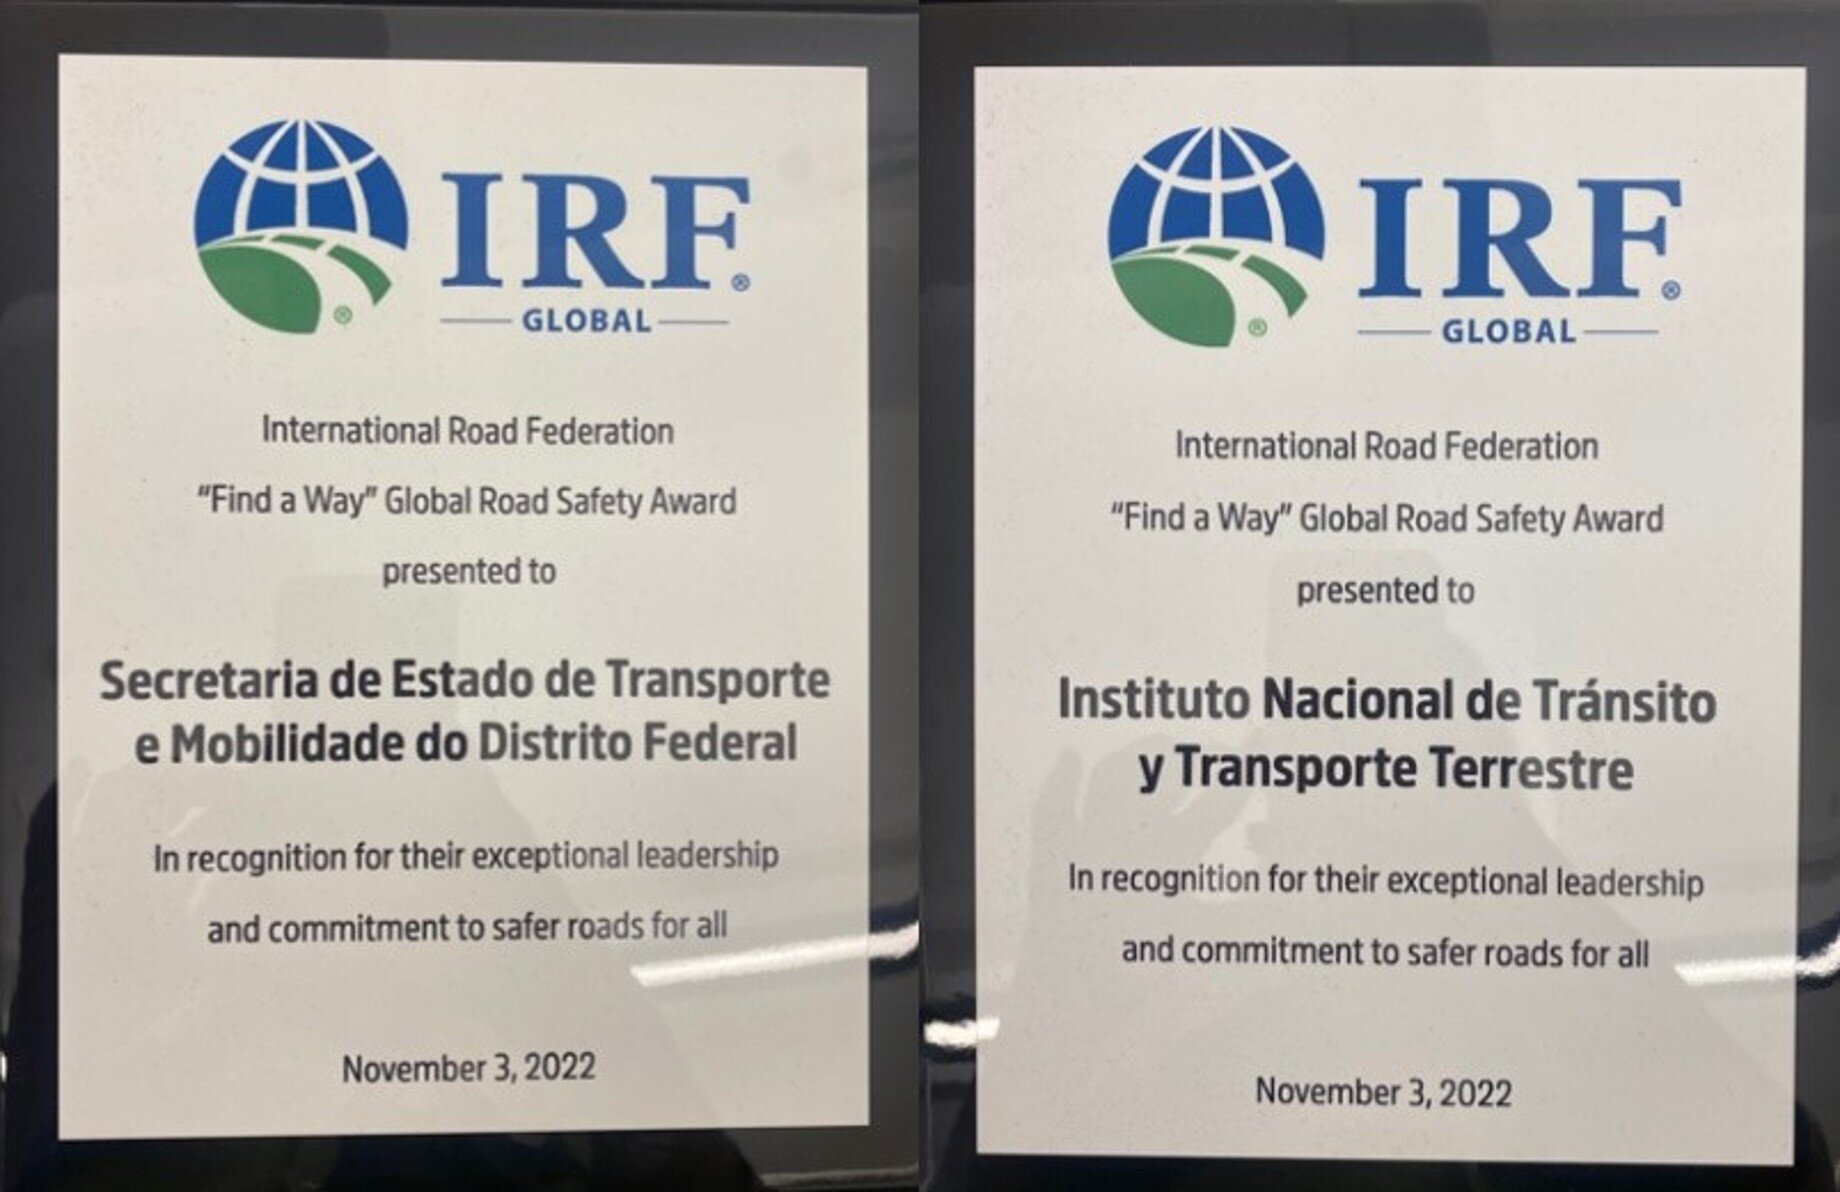 IRF®
GLOBAL
®
International Road Federation
“Find a Way” Global Road Safety Award
presented to
Secretaria de Estado de Transporte
e Mobilidade do Distrito Federal
In recognition for their exceptional leadership
and commitment to safer roads for all
November 3, 2022
IRF®
GLOBAL
®
International Road Federation
“Find a Way” Global Road Safety Award
presented to
Instituto Nacional de Tránsito
y Transporte Terrestre
In recognition for their exceptional leadership
and commitment to safer roads for all
November 3, 2022